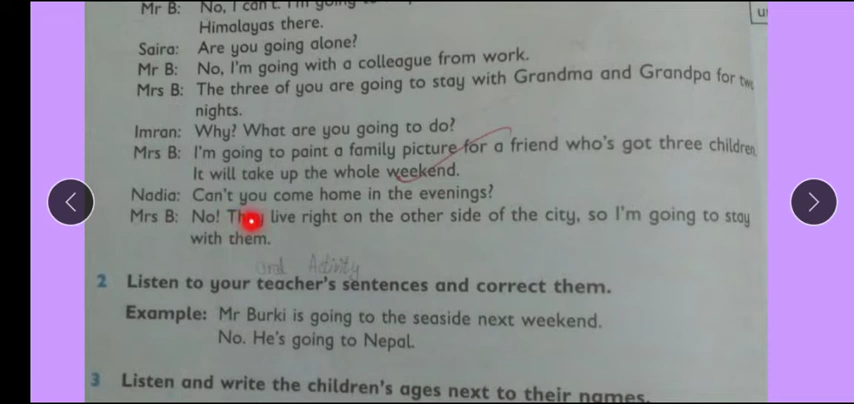 Mr B: No, I can't. I'm going
Himalayas there.
Saira: Are you going alone?
Mr B: No, I'm going with a colleague from work.
Mrs B: The three of you are going to stay with Grandma and Grandpa for two
nights.
Imran: Why? What are you going to do?
Mrs B: I'm going to paint a family picture for a friend who's got three children.
It will take up the whole weekend.
Nadia: Can't you come home in the evenings?
Mrs B: No! They live right on the other side of the city, so I'm going to stay
with them.
oral Activity
2 Listen to your teacher's sentences and correct them.
Example: Mr Burki is going to the seaside next weekend.
No. He's going to Nepal.
3 Listen and write the children's ages next to their names.